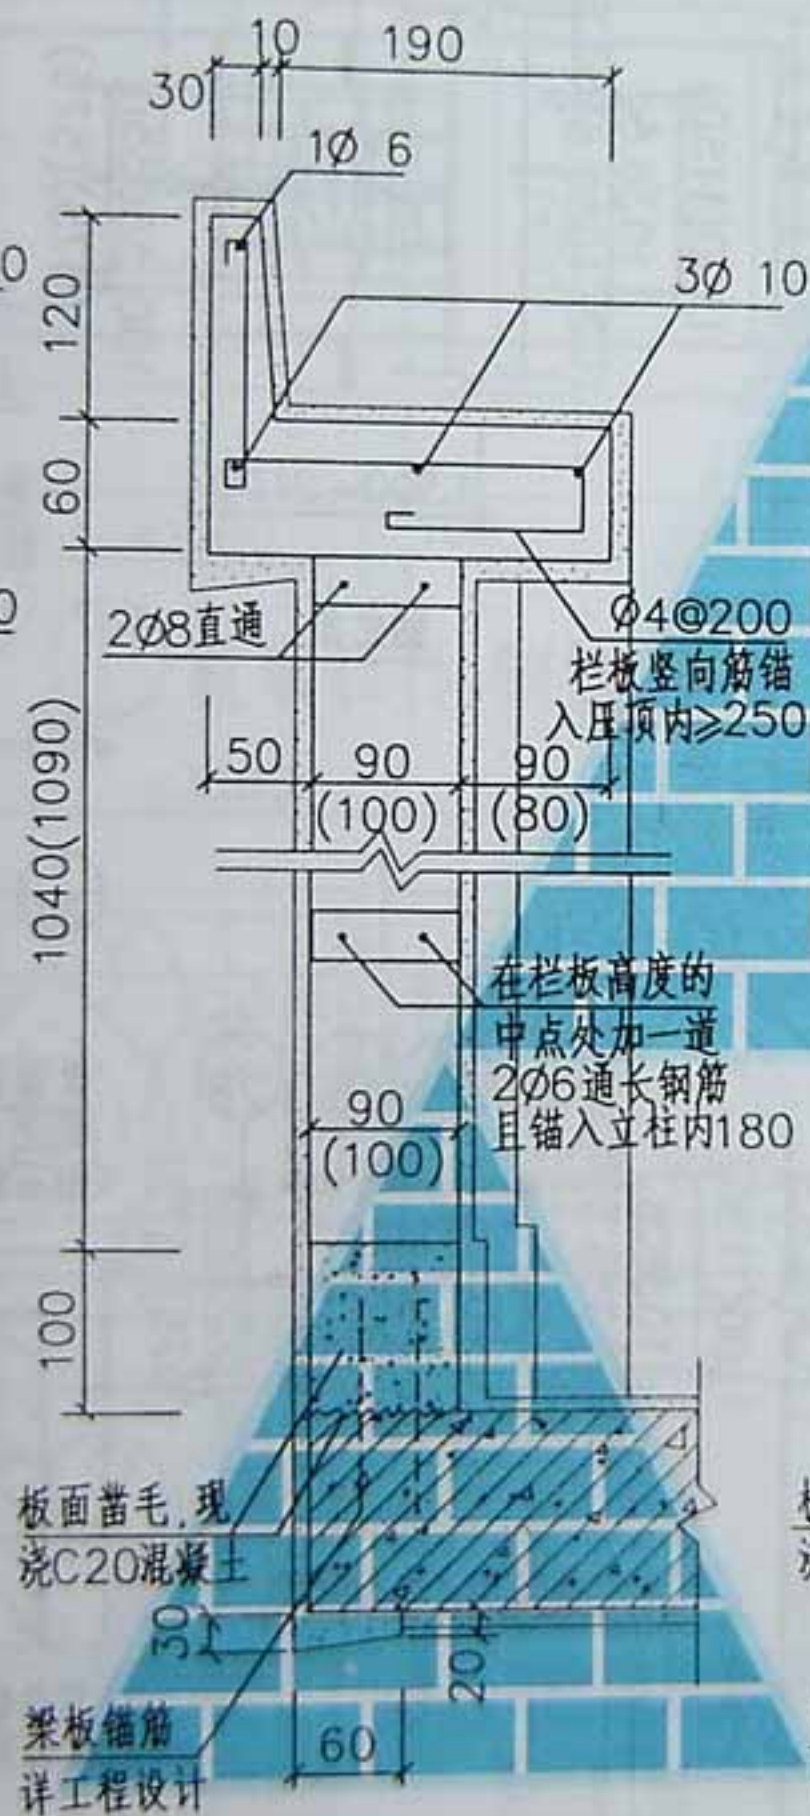 10
190
30
1Ø 6
0
120
3Ø 10
60
2Ø8直通
Ø4@200
栏板竖向筋锚
入压顶内≥250
50
90
90
(100)
(80)
1040(1090)
在栏板高度的
中点处加一道
2Ø6通长钢筋
且锚入立柱内180
90
(100)
100
板面凿毛,现
浇C20混凝土
30
20
梁板锚筋
详工程设计
60